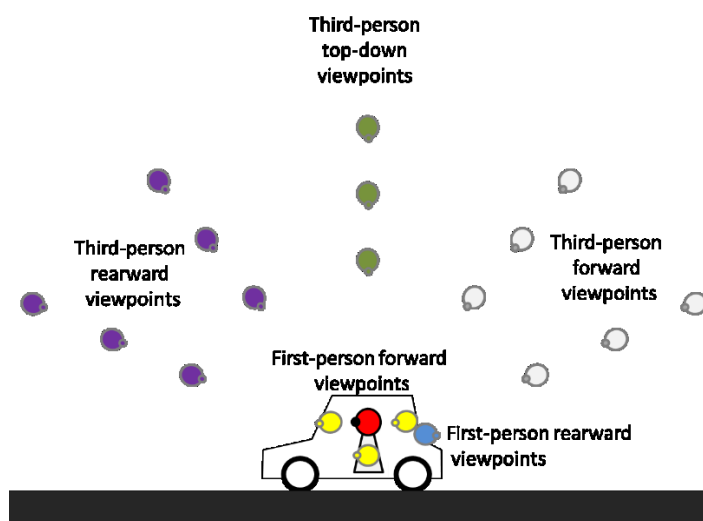 Third-person
top-down
viewpoints
Third-person
rearward
viewpoints
Third-person
forward
viewpoints
First-person forward
viewpoints
First-person rearward
viewpoints